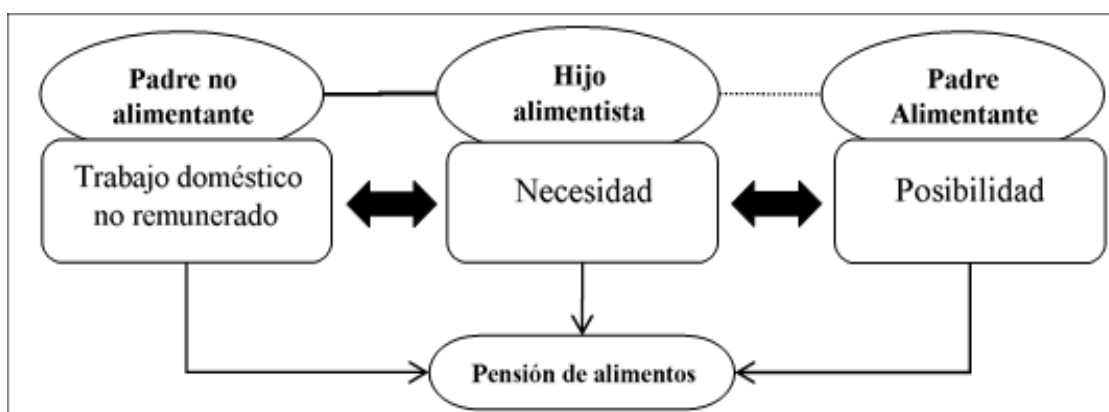 Padre no
alimentante
Hijo
alimentista
Padre
Alimentante
Trabajo doméstico
no remunerado
Necesidad
Posibilidad
Pensión de alimentos